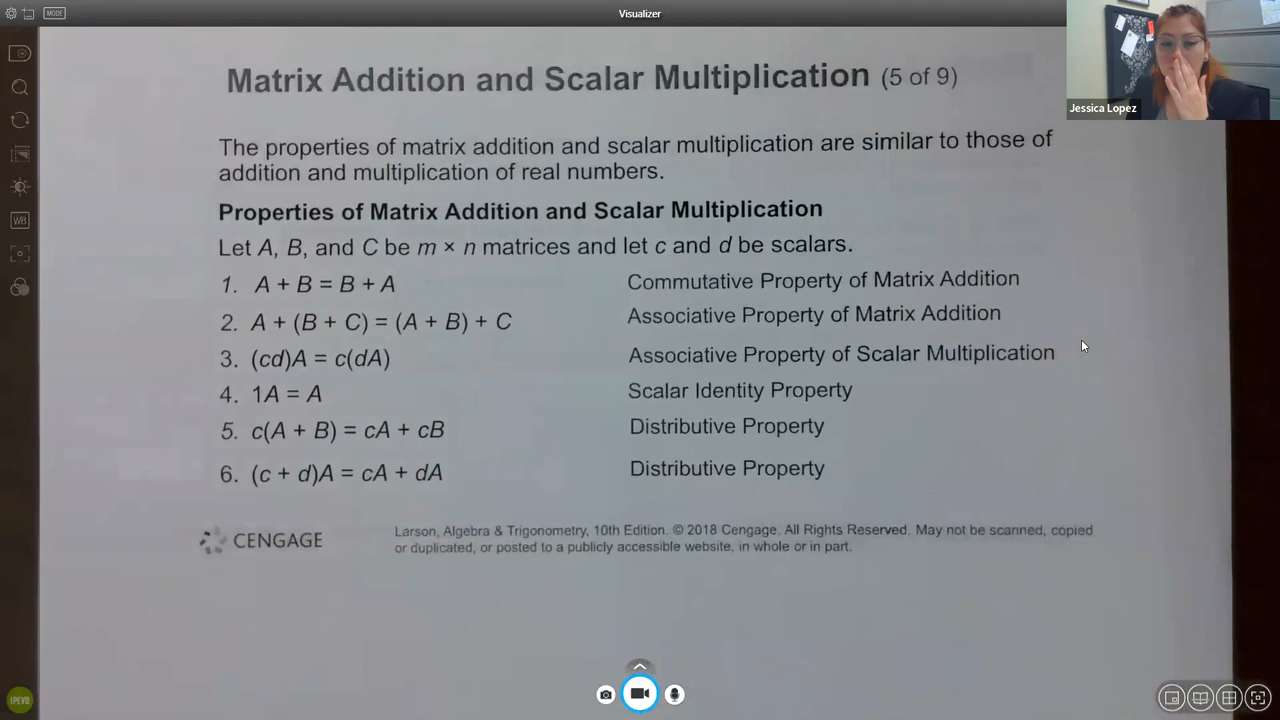 MODE
Visualizer
WB
Jessica Lopez
Matrix Addition and Scalar Multiplication (5 of 9)
The properties of matrix addition and scalar multiplication are similar to those of
addition and multiplication of real numbers.
Properties of Matrix Addition and Scalar Multiplication
Let A, B, and C be m × n matrices and let c and d be scalars.
1. A + B = B + A Commutative Property of Matrix Addition
2. A + (B + C) = (A + B) + C Associative Property of Matrix Addition
3. (cd)A = c(dA) Associative Property of Scalar Multiplication
4. 1A = A Scalar Identity Property
5. c(A + B) = cA + cB Distributive Property
6. (c + d)A = cA + dA Distributive Property
CENGAGE
Larson, Algebra & Trigonometry, 10th Edition. © 2018 Cengage. All Rights Reserved. May not be scanned, copied
or duplicated, or posted to a publicly accessible website, in whole or in part.
IPEVO